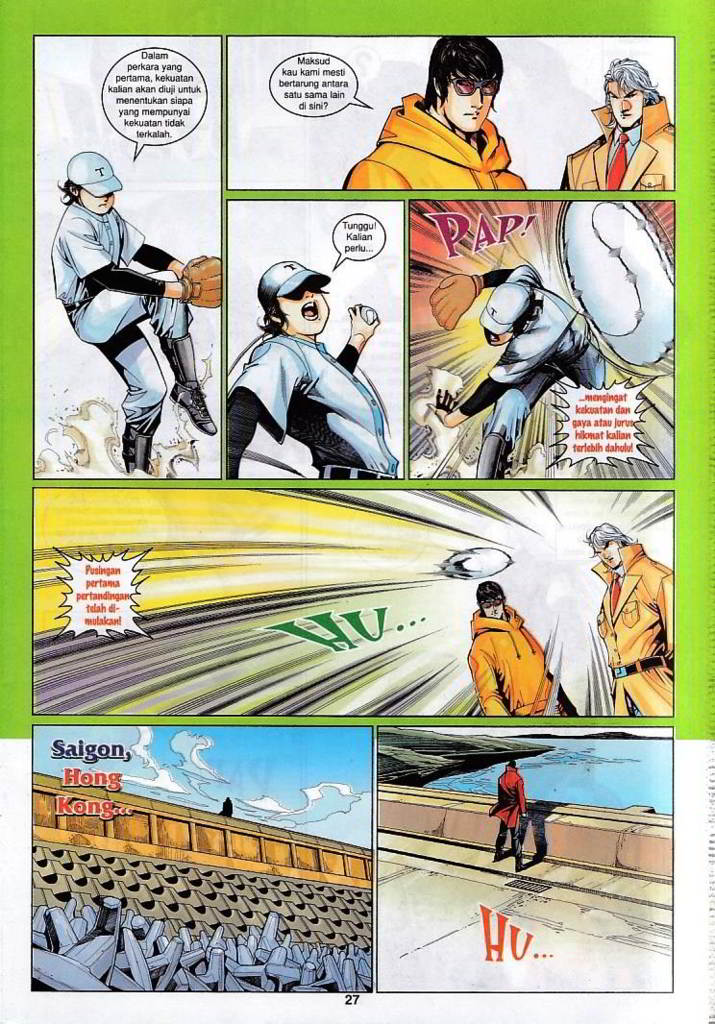 Dalam
perkara yang
pertama, kekuatan
kalian akan diuji untuk
menentukan siapa
yang mempunyai
kekuatan tidak
terkalah.
Maksud
kau kami mesti
bertarung antara
satu sama lain
di sini?
T
Tunggu!
Kalian
perlu...
T
PAP!
...mengingat
kekuatan dan
gaya atau jurus
hikmat kalian
terlebih dahulu!
Pusingan
pertama
pertandingan
telah di-
mulakan!
HU...
Saigon,
Hong
Kong...
HU...
27